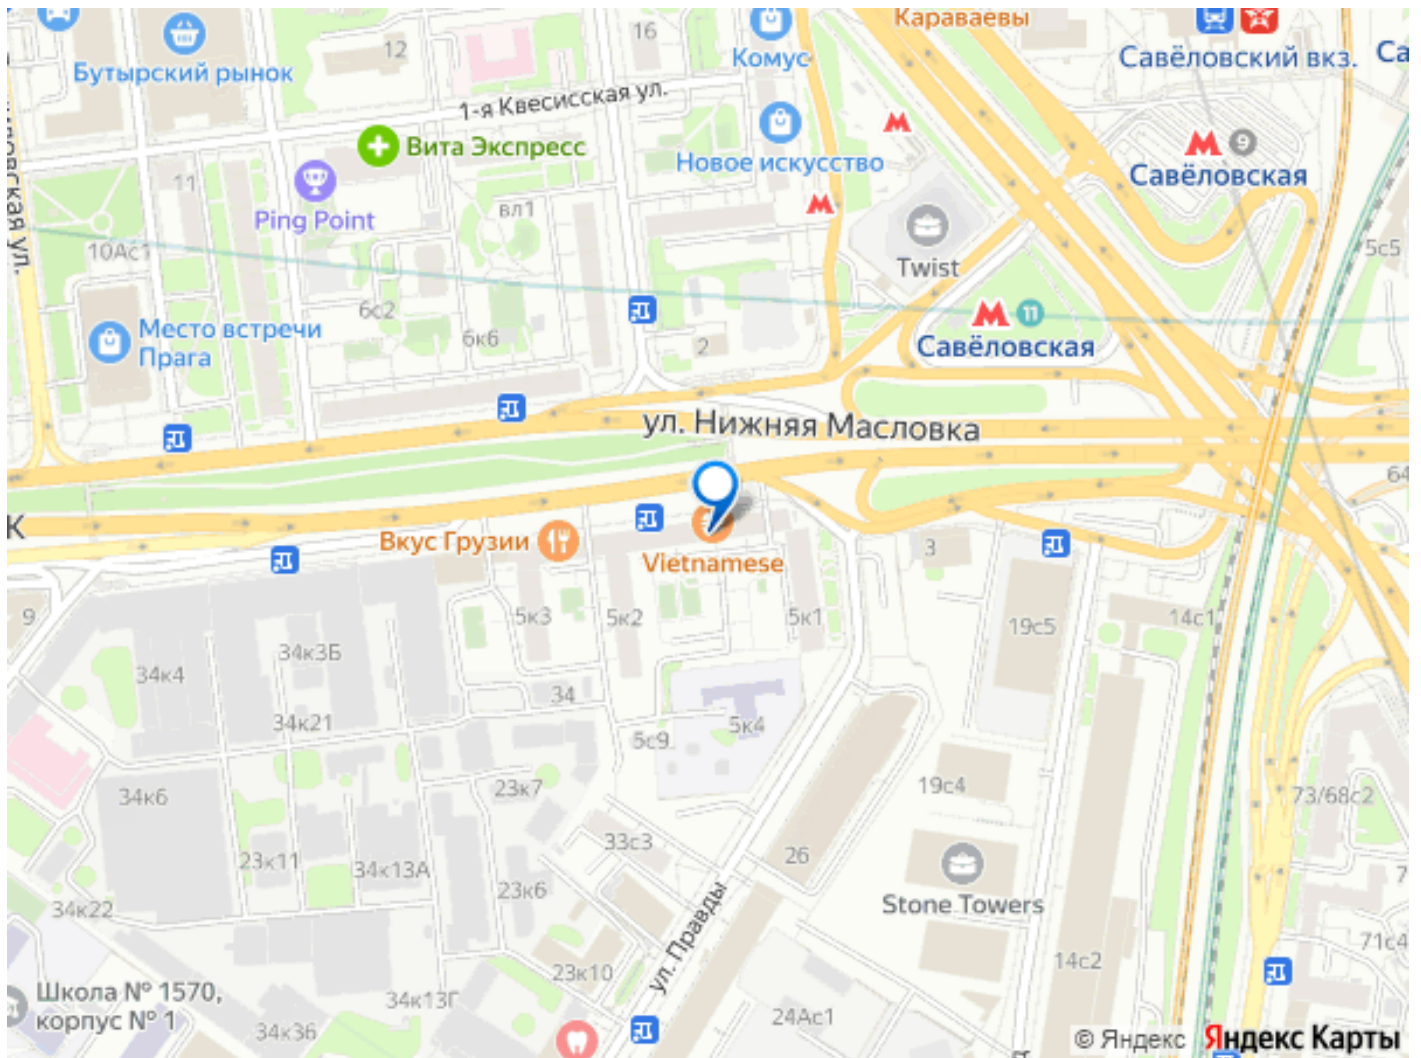 Караваевы
12
16
Комус
Савёловский вкз.
Са
Бутырский рынок
1-я Квесисская ул.
Вита Экспресс
Новое искусство
9
Савёловская
11
Ping Point
вл1
10Ас1
Twist
5с5
6с2
Место встречи
Прага
6к6
2
11
Савёловская
ул. Нижняя Масловка
64
К
Вкус Грузии
Vietnamese
3
9
5к3
5к2
5к1
19с5
14с1
34к3Б
34к4
34
34к21
5с9
5к4
34к6
23к7
19с4
73/68с2
33с3
26
23к11
34к13А
23к6
7
34к22
Stone Towers
ул. Правды
71с4
23к10
14с2
Школа № 1570,
корпус № 1
34к13Г
34к36
24Ас1
© Яндекс Яндекс Карты